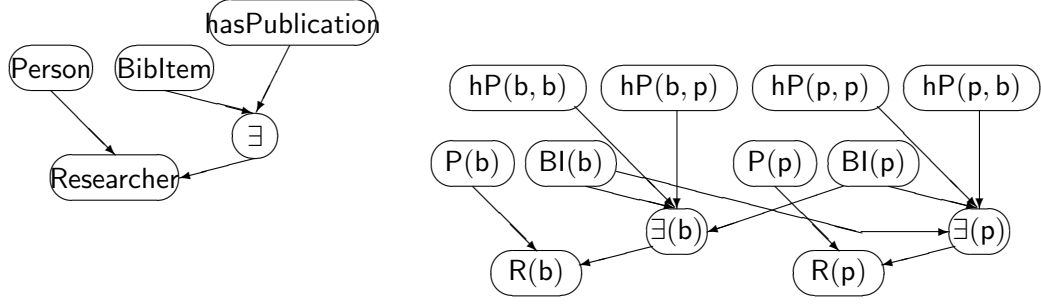 hasPublication
Person
BibItem
∃
Researcher
hP(b, b)
hP(b, p)
hP(p, p)
hP(p, b)
P(b)
BI(b)
P(p)
BI(p)
∃(b)
∃(p)
R(b)
R(p)